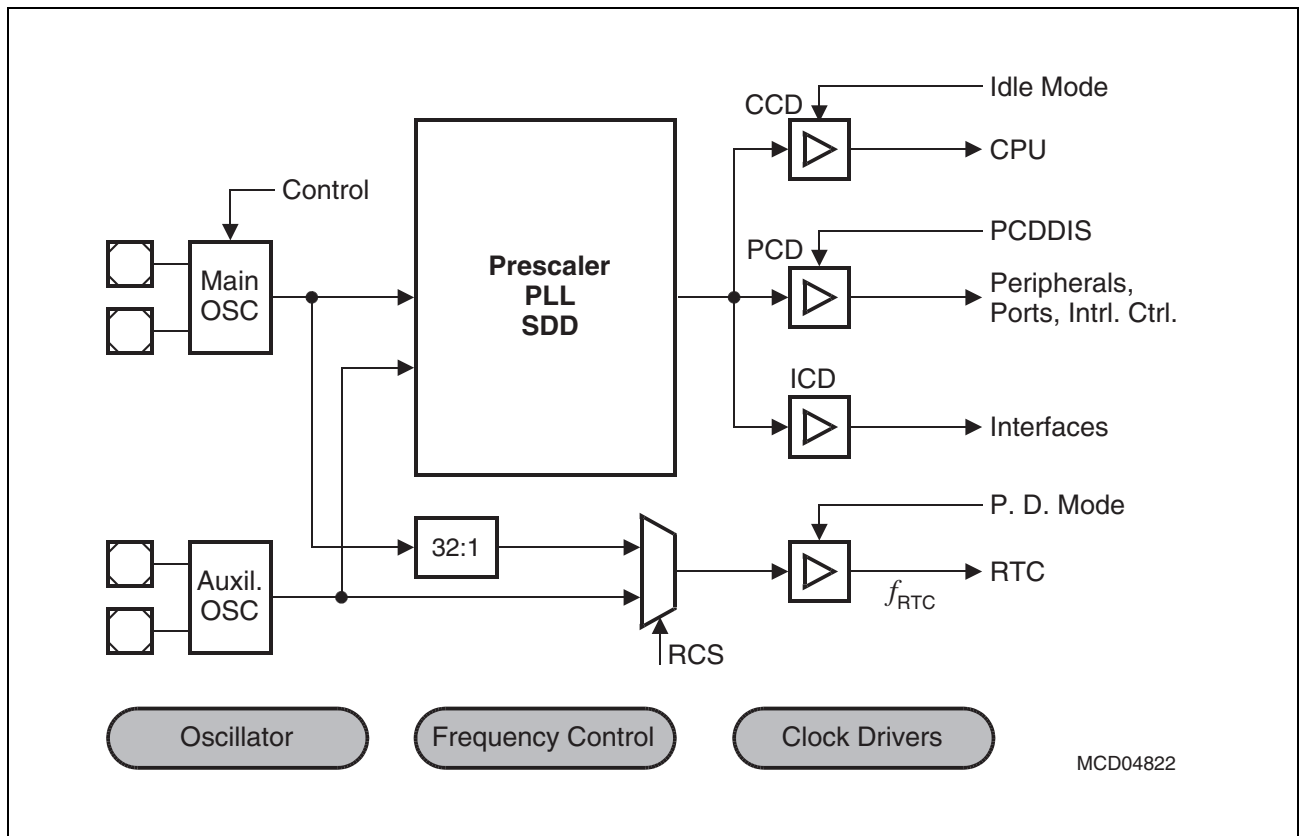 Idle Mode
CCD
CPU
Control
PCDDIS
PCD
Main
OSC
Prescaler
PLL
SDD
Peripherals,
Ports, Intrl. Ctrl.
ICD
Interfaces
P. D. Mode
32:1
RTC
Auxil.
OSC
fRTC
RCS
Oscillator
Frequency Control
Clock Drivers
MCD04822